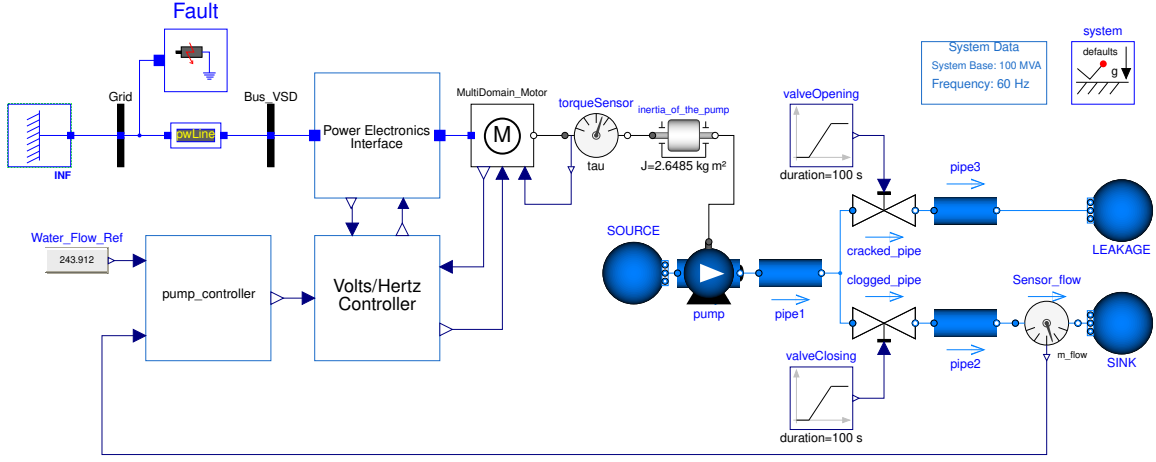 Fault
Grid
Bus_VSD
INF
owLine
Power Electronics
Interface
MultiDomain_Motor
M
torqueSensor
tau
inertia_of_the_pump
J=2.6485 kg m²
System Data
System Base: 100 MVA
Frequency: 60 Hz
system
defaults
g
valveOpening
duration=100 s
pipe3
cracked_pipe
LEAKAGE
Water_Flow_Ref
243.912
pump_controller
Volts/Hertz
Controller
SOURCE
pump
pipe1
clogged_pipe
Sensor_flow
m_flow
pipe2
SINK
valveClosing
duration=100 s